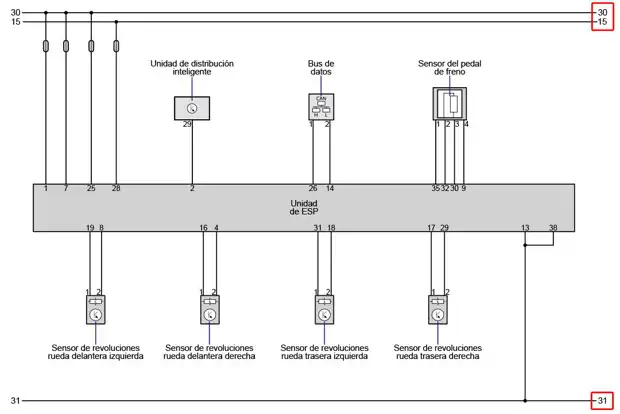 30 30
15 15
Unidad de distribución
inteligente
Bus de
datos
Sensor del pedal
de freno
CAN
H L
29 1 2 1 2 3 4
1 7 25 28 2 26 14 35 32 30 9
Unidad
de ESP
19 8 16 4 31 18 17 29 13 38
1 2 1 2 1 2 1 2
Sensor de revoluciones
rueda delantera izquierda
Sensor de revoluciones
rueda delantera derecha
Sensor de revoluciones
rueda trasera izquierda
Sensor de revoluciones
rueda trasera derecha
31 31